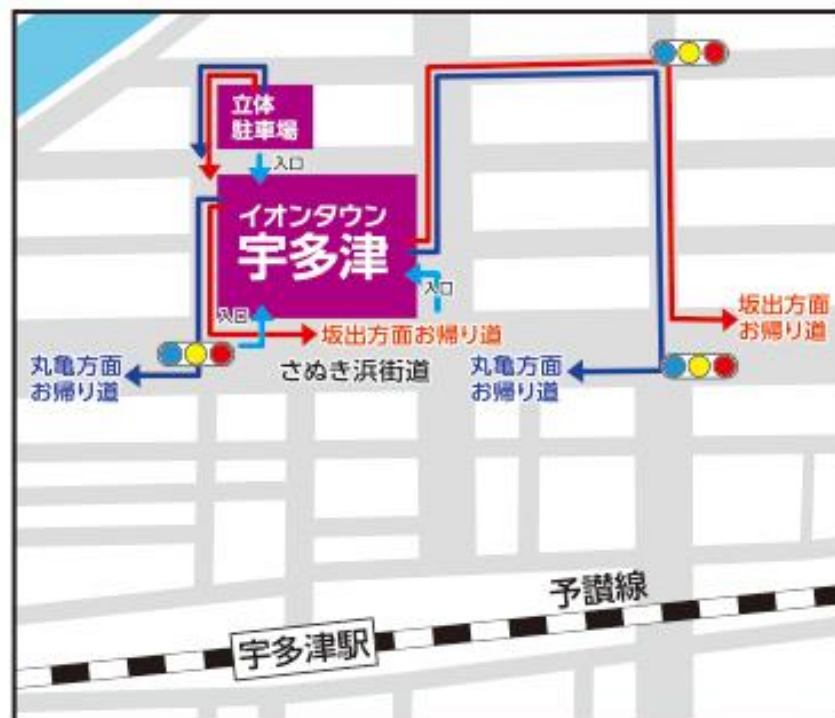 立体
駐車場
入口
イオンタウン
宇多津
入口
入口
坂出方面
お帰り道
坂出方面お帰り道
丸亀方面
お帰り道
さぬき浜街道
丸亀方面
お帰り道
予讃線
宇多津駅